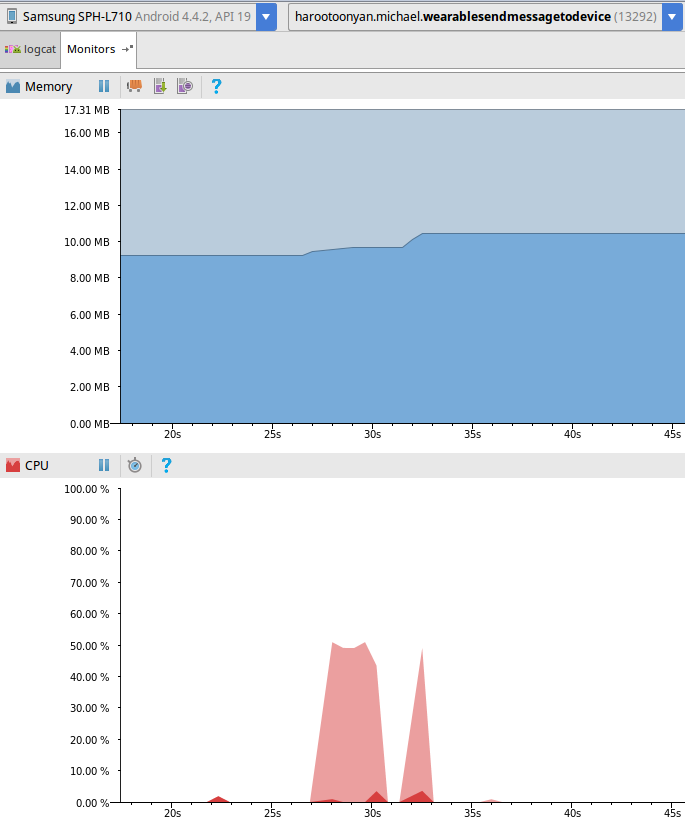 Samsung SPH-L710 Android 4.4.2, API 19
harootoonyan.michael.wearablesendmessagetodevice (13292)
logcat
Monitors
Memory
?
17.31 MB
16.00 MB
14.00 MB
12.00 MB
10.00 MB
8.00 MB
6.00 MB
4.00 MB
2.00 MB
0.00 MB
20s 25s 30s 35s 40s 45s
CPU
?
100.00 %
90.00 %
80.00 %
70.00 %
60.00 %
50.00 %
40.00 %
30.00 %
20.00 %
10.00 %
0.00 %
20s 25s 30s 35s 40s 45s